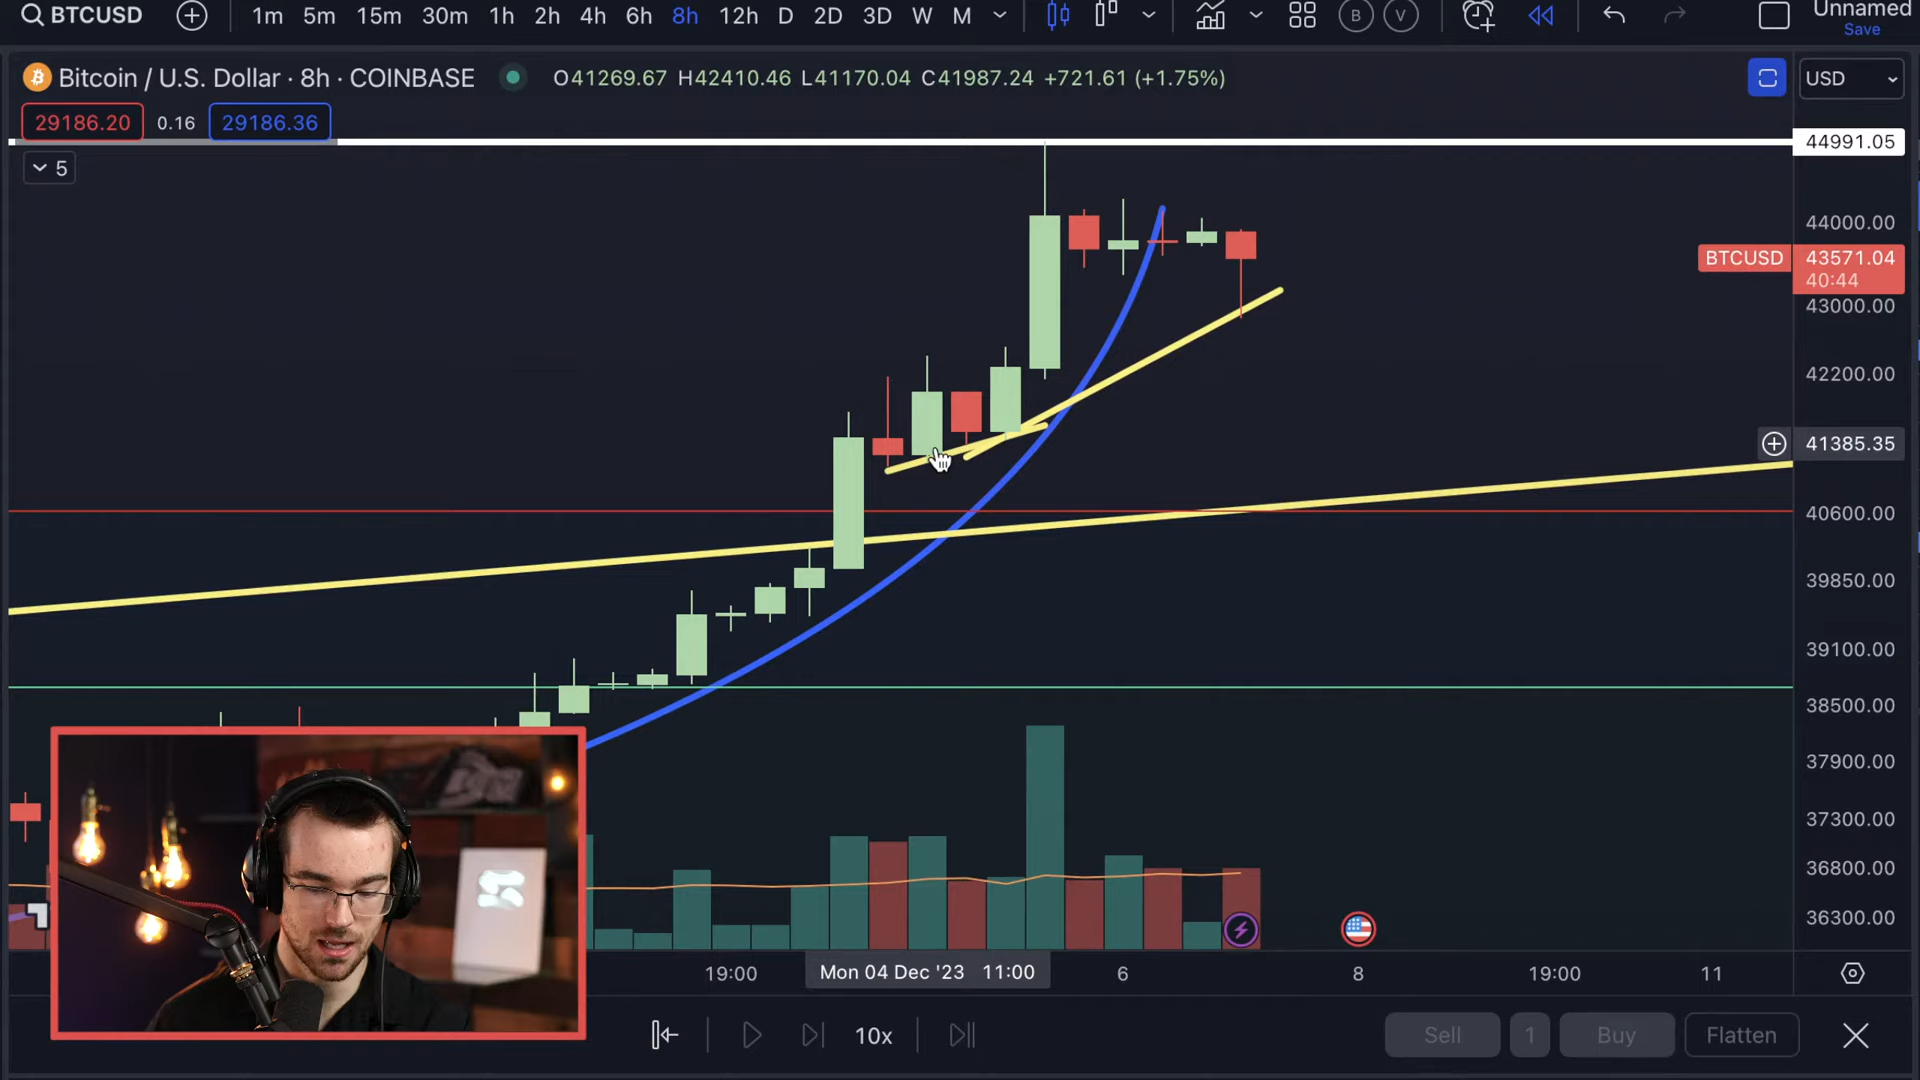 BTCUSD 1m 5m 15m 30m 1h 2h 4h 6h 8h 12h D 2D 3D W M B V Unnamed
Save
Bitcoin / U.S. Dollar · 8h · COINBASE O41269.67 H42410.46 L41170.04 C41987.24 +721.61 (+1.75%) USD
29186.20 0.16 29186.36
44991.05
5
44000.00
BTCUSD 43571.04
40:44
43000.00
42200.00
41385.35
40600.00
39850.00
39100.00
38500.00
37900.00
37300.00
36800.00
36300.00
19:00 Mon 04 Dec '23 11:00 6 8 19:00 11
10x Sell 1 Buy Flatten